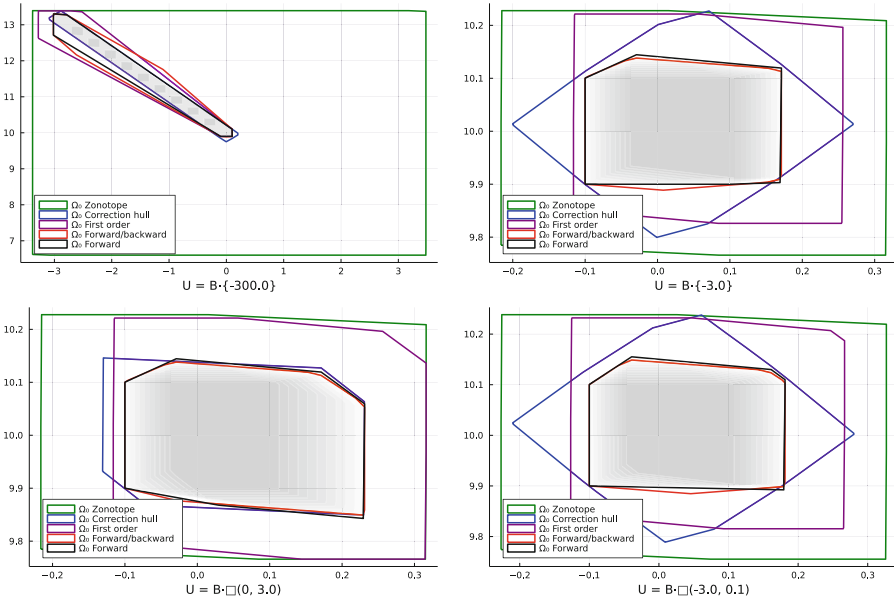 13
12
11
10
9
8
7
Ω₀ Zonotope
Ω₀ Correction hull
Ω₀ First order
Ω₀ Forward/backward
Ω₀ Forward
−3 −2 −1 0 1 2 3
U = B·{-300.0}
10.2
10.1
10.0
9.9
9.8
Ω₀ Zonotope
Ω₀ Correction hull
Ω₀ First order
Ω₀ Forward/backward
Ω₀ Forward
−0.2 −0.1 0.0 0.1 0.2 0.3
U = B·{-3.0}
10.2
10.1
10.0
9.9
9.8
Ω₀ Zonotope
Ω₀ Correction hull
Ω₀ First order
Ω₀ Forward/backward
Ω₀ Forward
−0.2 −0.1 0.0 0.1 0.2 0.3
U = B·□(0, 3.0)
10.2
10.1
10.0
9.9
9.8
Ω₀ Zonotope
Ω₀ Correction hull
Ω₀ First order
Ω₀ Forward/backward
Ω₀ Forward
−0.2 −0.1 0.0 0.1 0.2 0.3
U = B·□(-3.0, 0.1)